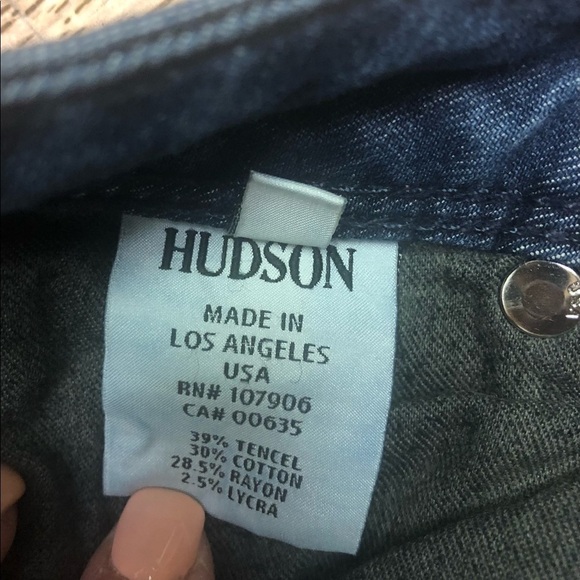 HUDSON
MADE IN
LOS ANGELES
USA
RN# 107906
CA# 00635
39% TENCEL
30% COTTON
28.5% RAYON
2.5% LYCRA